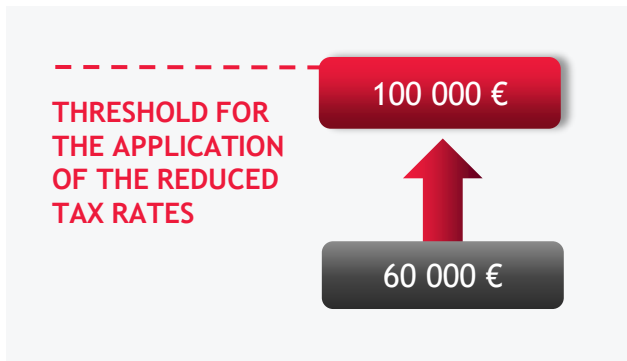 100 000 €
THRESHOLD FOR
THE APPLICATION
OF THE REDUCED
TAX RATES
60 000 €